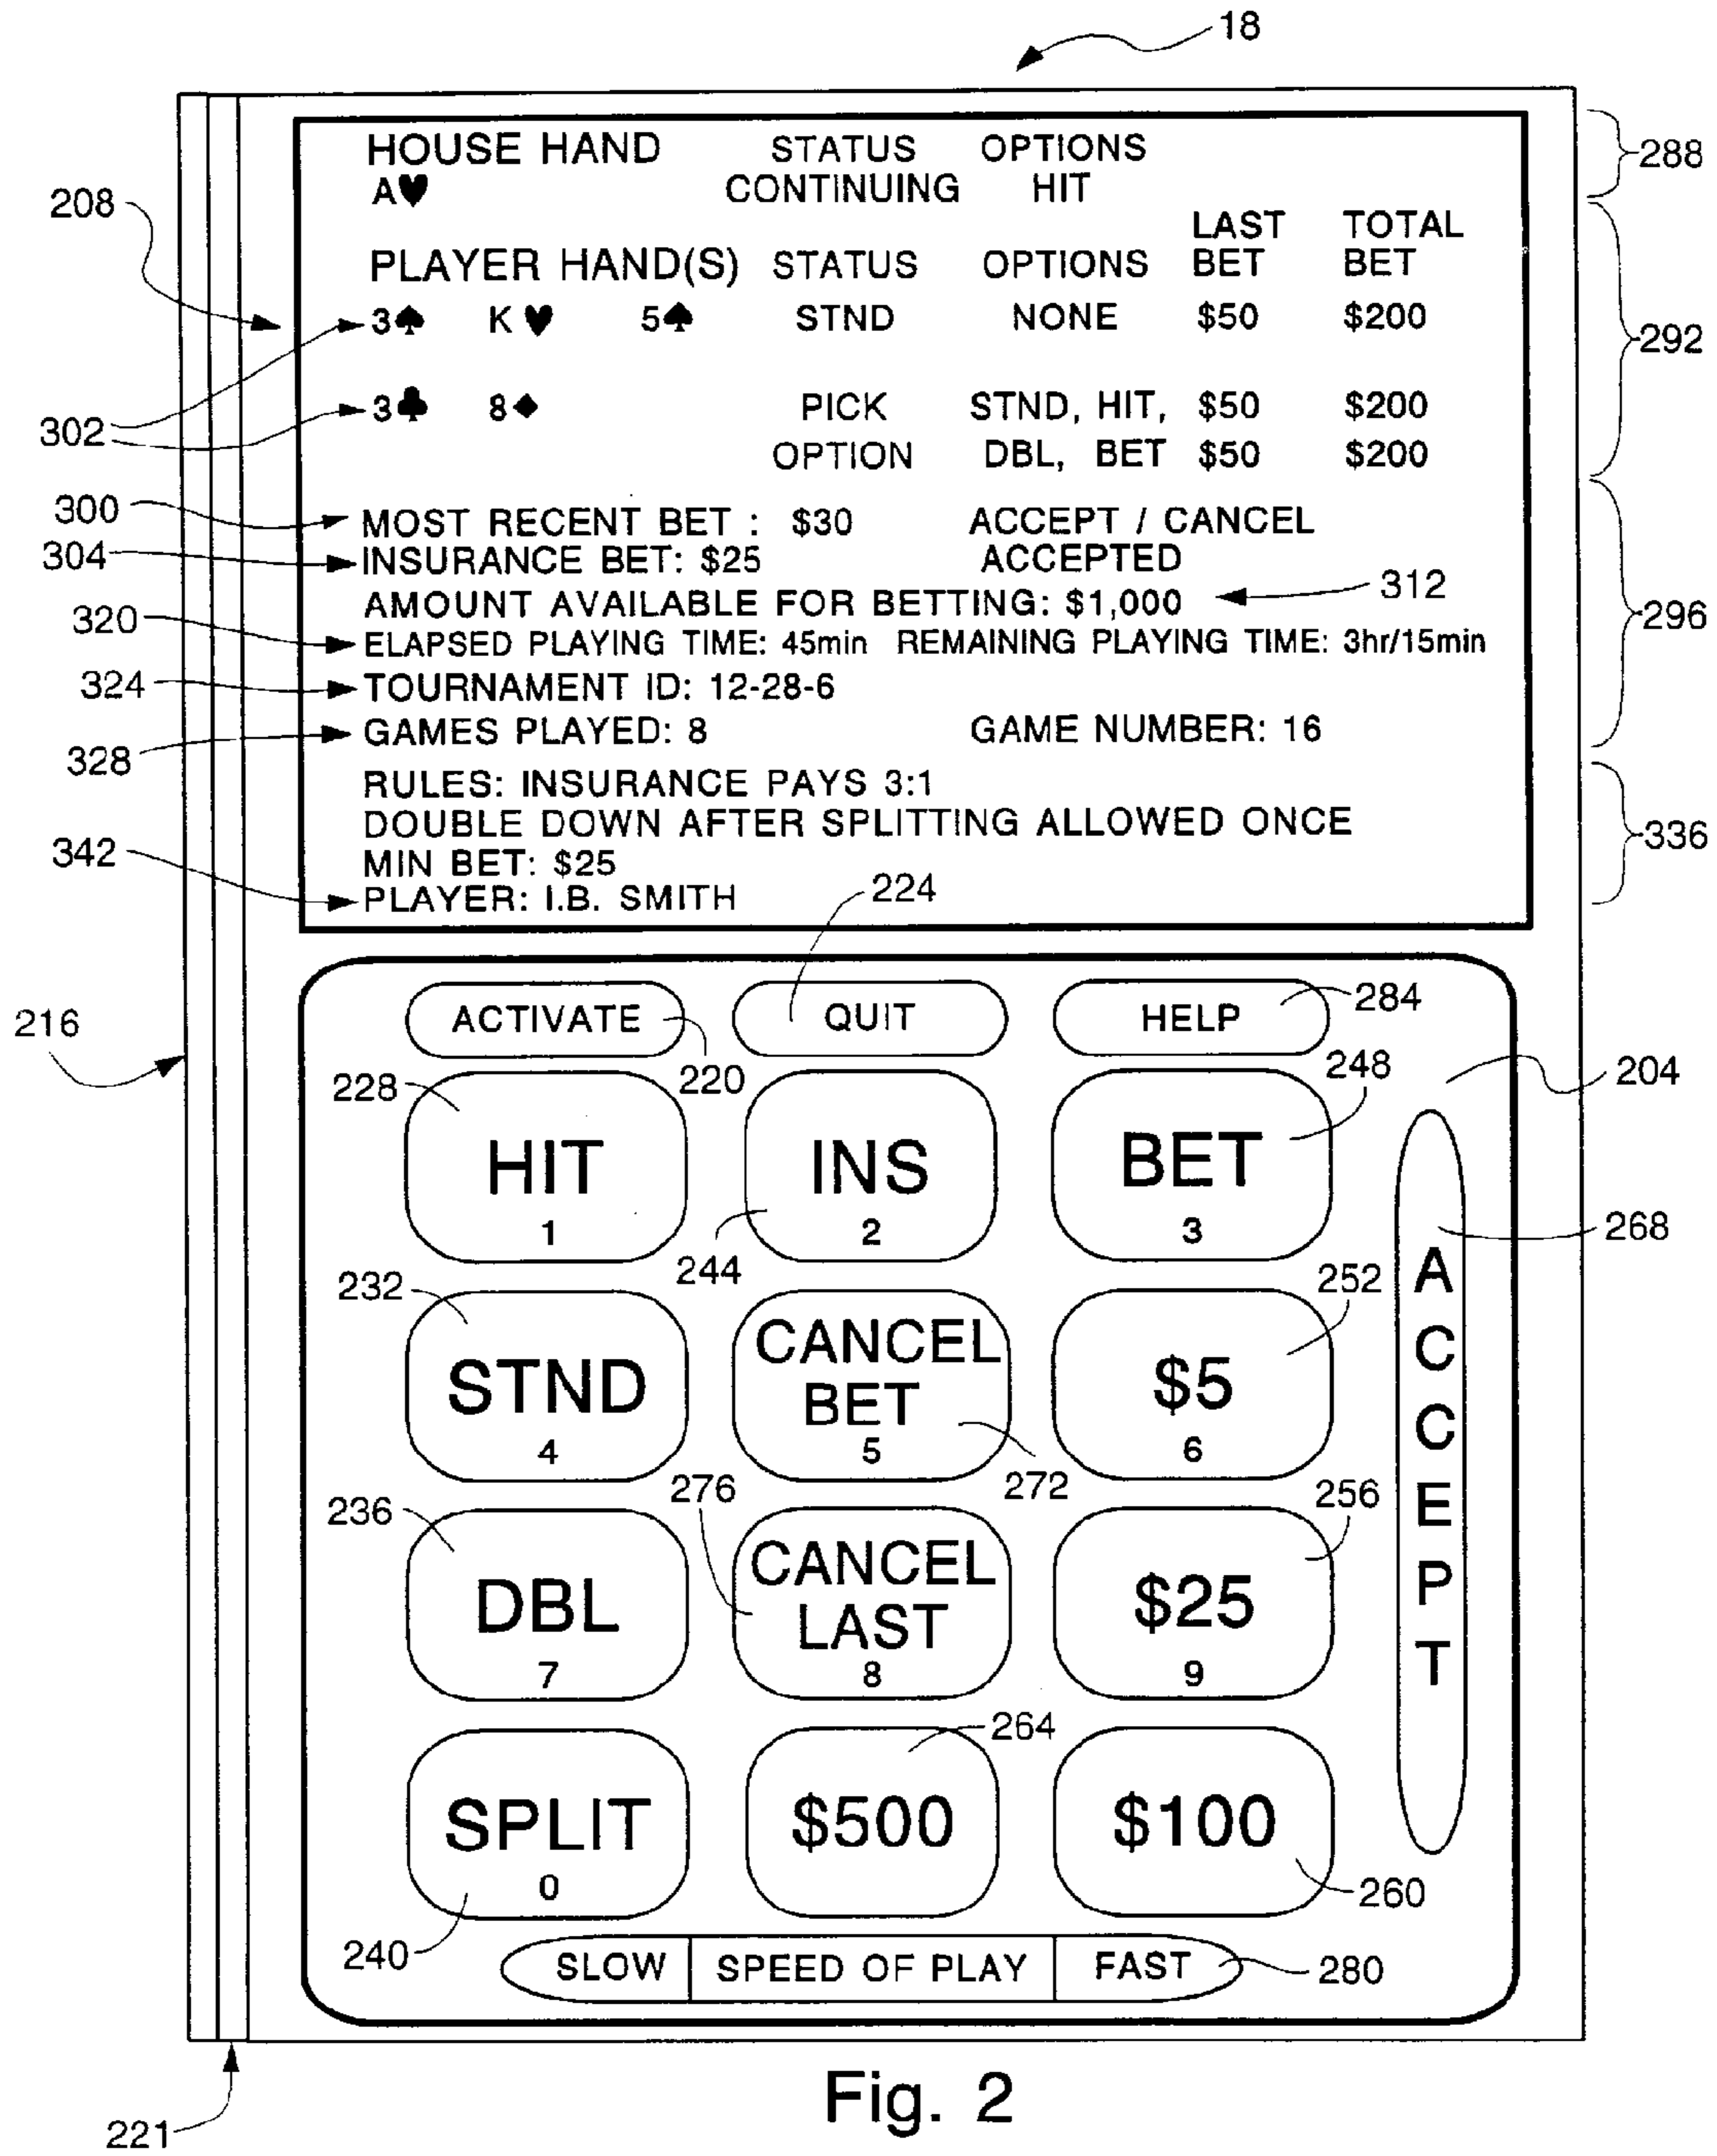 18
HOUSE HAND STATUS OPTIONS
A♥ CONTINUING HIT
288
208
LAST TOTAL
PLAYER HAND(S) STATUS OPTIONS BET BET
3♠ K♥ 5♠ STND NONE $50 $200
292
302
3♣ 8♦ PICK STND, HIT, $50 $200
OPTION DBL, BET $50 $200
300
MOST RECENT BET : $30 ACCEPT / CANCEL
304
INSURANCE BET: $25 ACCEPTED
AMOUNT AVAILABLE FOR BETTING: $1,000
312
296
320
ELAPSED PLAYING TIME: 45min REMAINING PLAYING TIME: 3hr/15min
324
TOURNAMENT ID: 12-28-6
328
GAMES PLAYED: 8 GAME NUMBER: 16
RULES: INSURANCE PAYS 3:1
DOUBLE DOWN AFTER SPLITTING ALLOWED ONCE
336
342
MIN BET: $25
PLAYER: I.B. SMITH
224
ACTIVATE QUIT HELP
284
216
220
228
248
204
HIT INS BET
1 2 3
244
268
232
252
STND CANCEL BET $5
4 5 6
276
272
236
256
DBL CANCEL LAST $25
7 8 9
ACCEPT
264
SPLIT $500 $100
0
260
240
SLOW SPEED OF PLAY FAST
280
221
Fig. 2